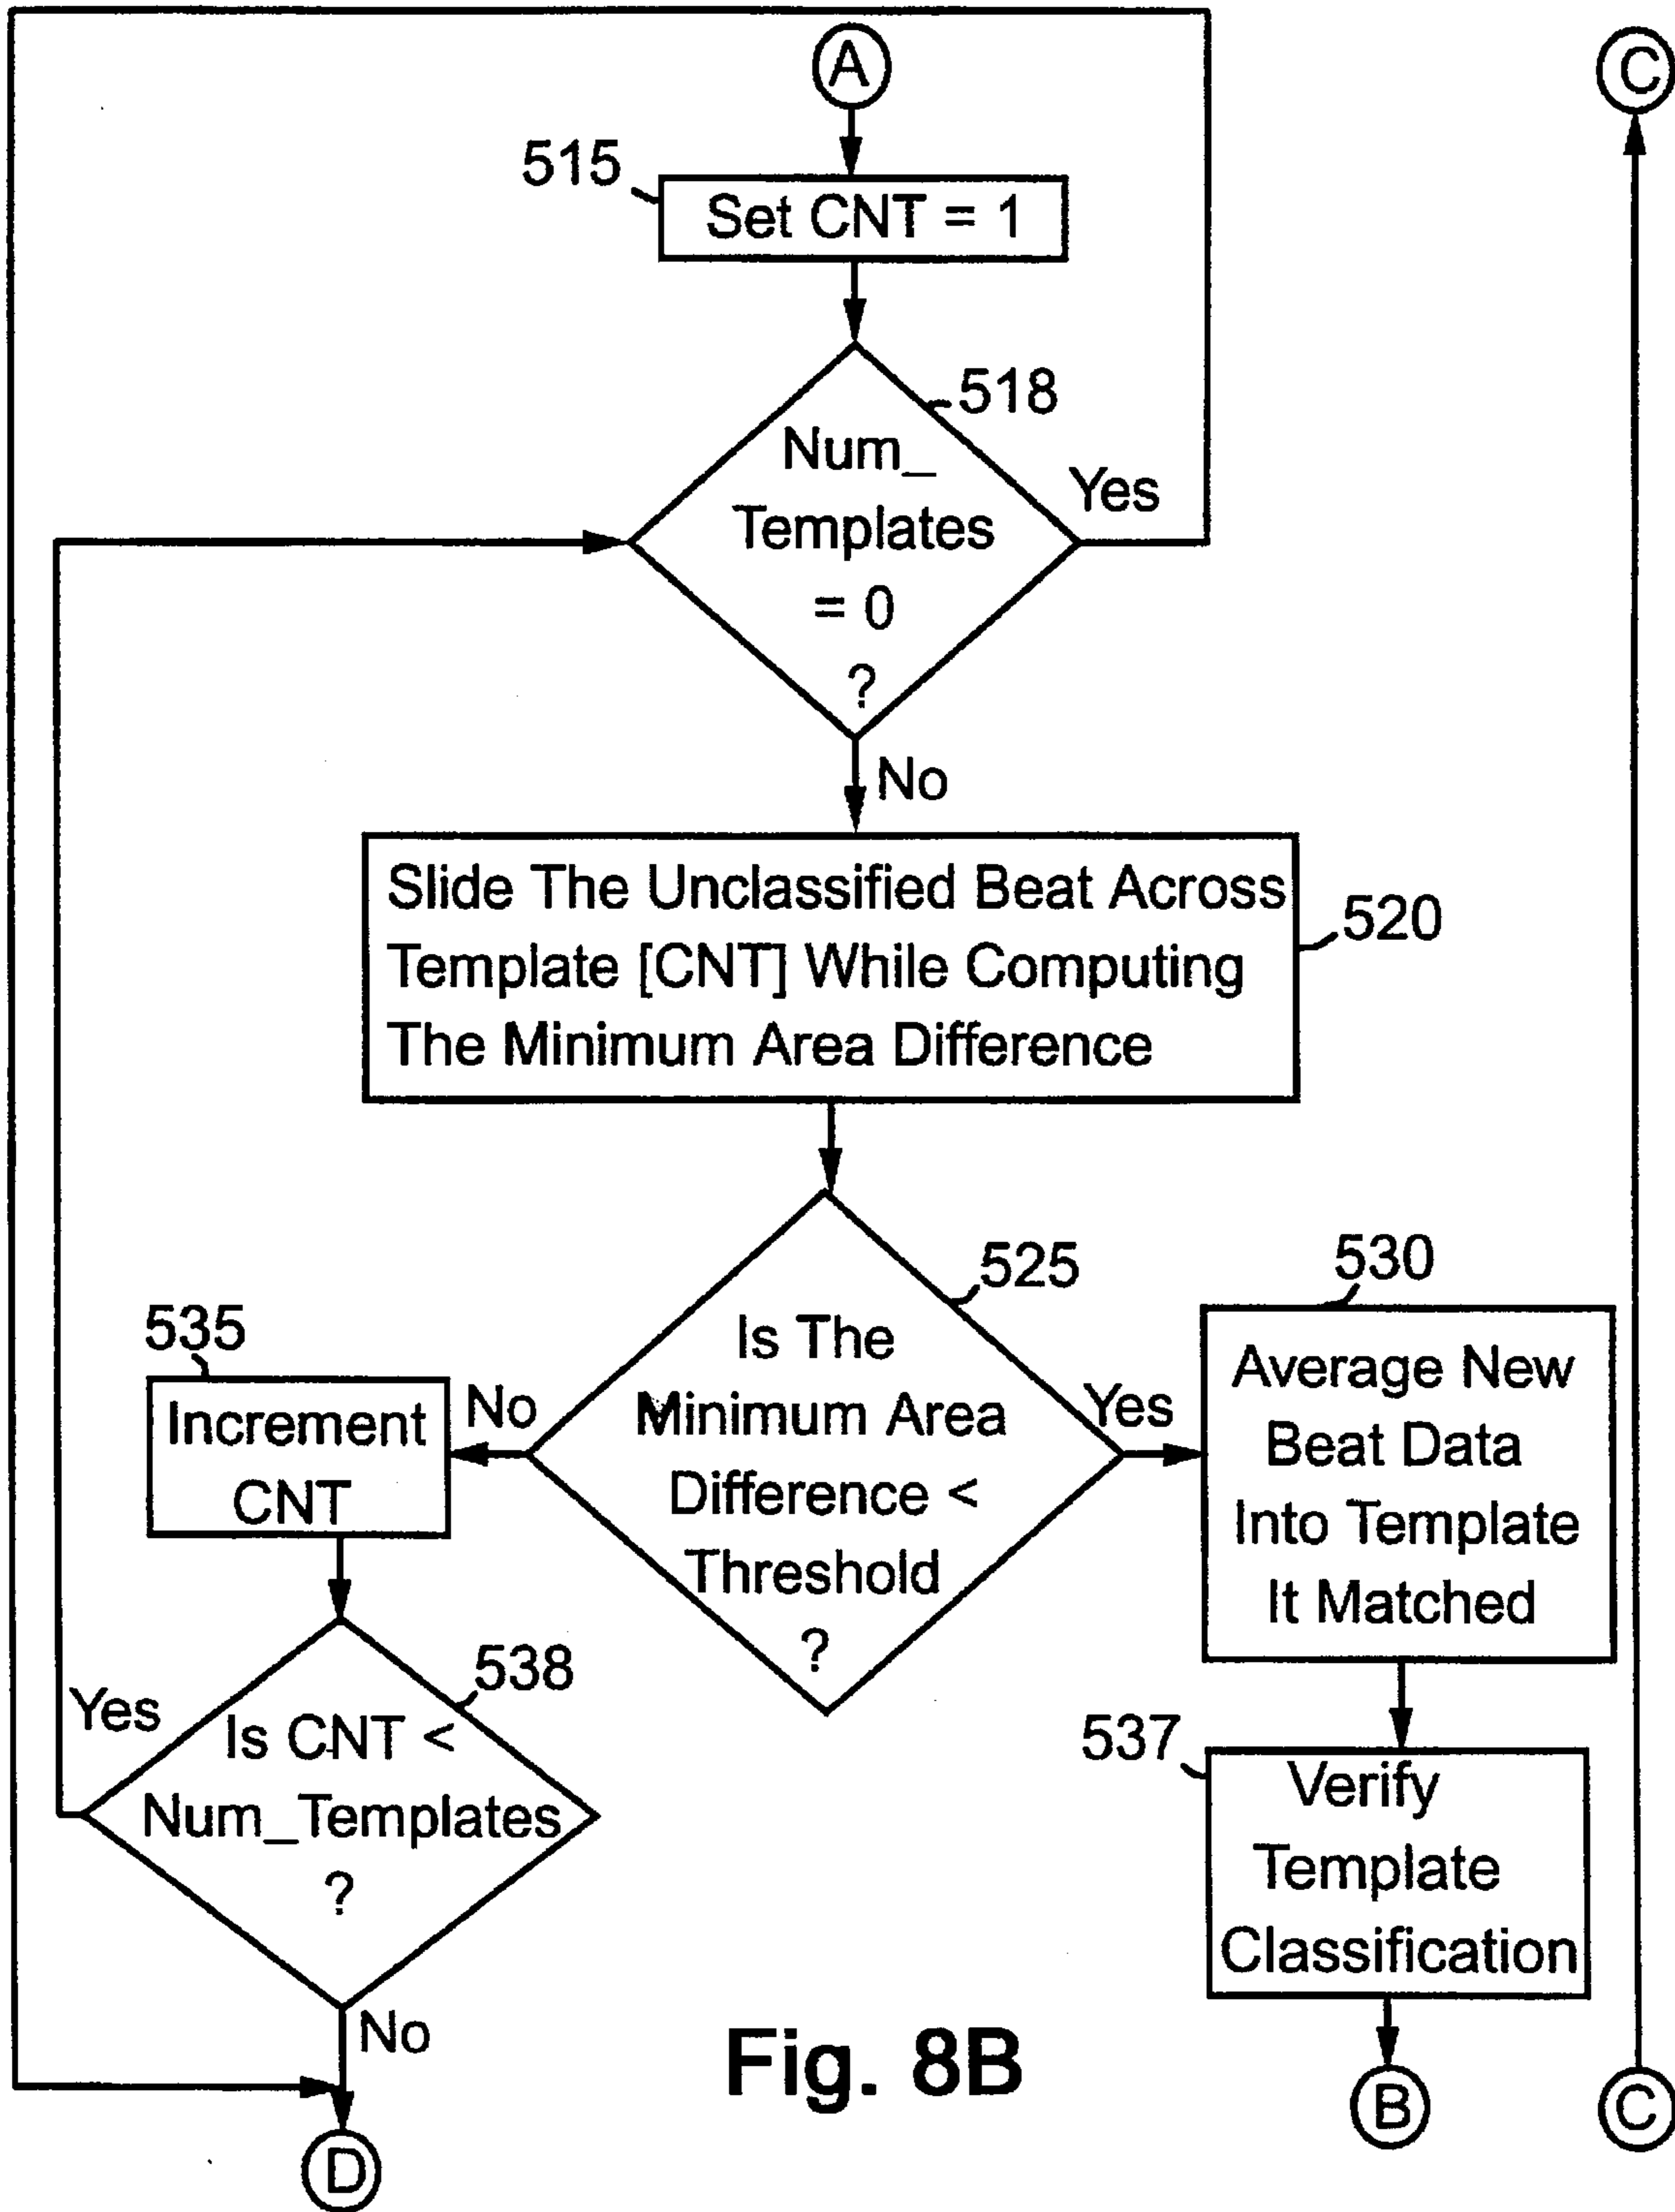 A
C
515
Set CNT = 1
518
Num_
Templates
= 0
?
Yes
No
Slide The Unclassified Beat Across
Template [CNT] While Computing
The Minimum Area Difference
520
525
Is The
Minimum Area
Difference <
Threshold
?
No
Yes
535
Increment
CNT
530
Average New
Beat Data
Into Template
It Matched
538
Is CNT <
Num_Templates
?
Yes
No
537
Verify
Template
Classification
D
B
C
Fig. 8B